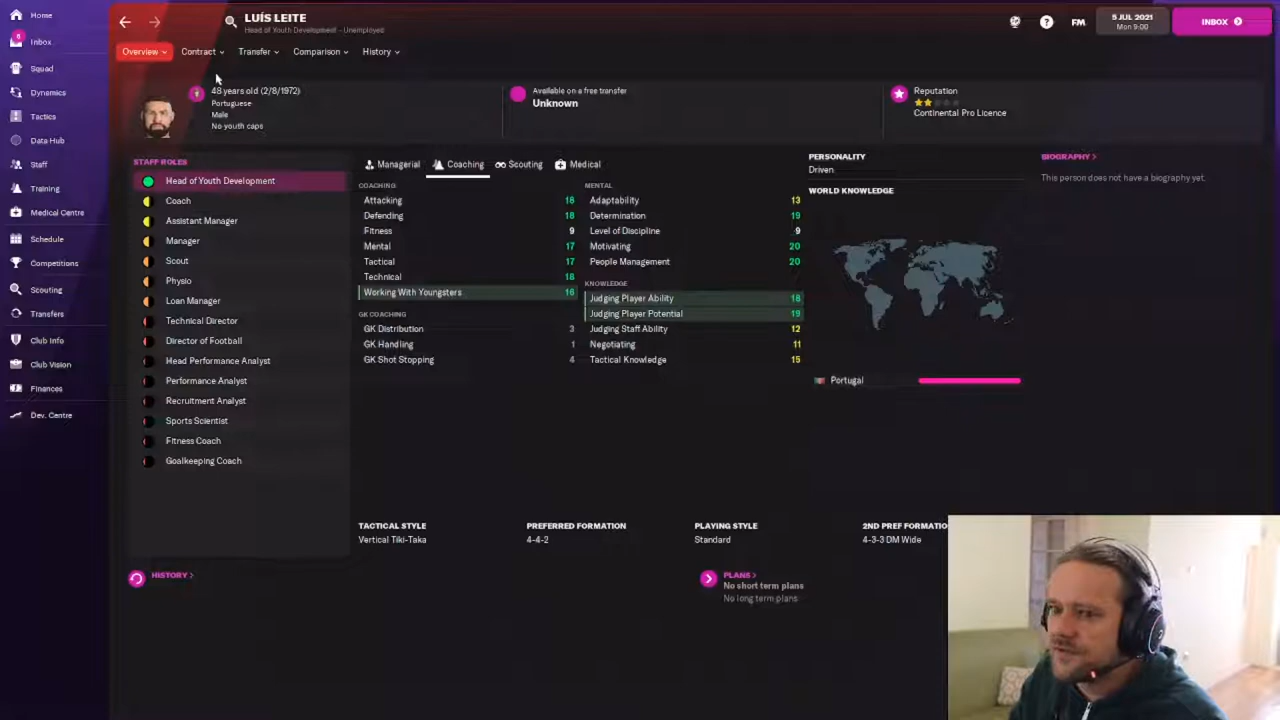 Home
LUÍS LEITE
Head of Youth Development - Unemployed
FM
5 JUL 2021
Mon 9:00
INBOX
6
Inbox
Overview
Contract
Transfer
Comparison
History
Squad
Dynamics
Tactics
Data Hub
Staff
Training
Medical Centre
Schedule
Competitions
Scouting
Transfers
Club Info
Club Vision
Finances
Dev. Centre
48 years old (2/8/1972)
Portuguese
Male
No youth caps
Available on a free transfer
Unknown
Reputation
Continental Pro Licence
STAFF ROLES
Head of Youth Development
Coach
Assistant Manager
Manager
Scout
Physio
Loan Manager
Technical Director
Director of Football
Head Performance Analyst
Performance Analyst
Recruitment Analyst
Sports Scientist
Fitness Coach
Goalkeeping Coach
Managerial
Coaching
Scouting
Medical
COACHING
Attacking 18
Defending 18
Fitness 9
Mental 17
Tactical 17
Technical 18
Working With Youngsters 16
GK COACHING
GK Distribution 3
GK Handling 1
GK Shot Stopping 4
MENTAL
Adaptability 13
Determination 19
Level of Discipline 9
Motivating 20
People Management 20
KNOWLEDGE
Judging Player Ability 18
Judging Player Potential 19
Judging Staff Ability 12
Negotiating 11
Tactical Knowledge 15
PERSONALITY
Driven
WORLD KNOWLEDGE
Portugal
BIOGRAPHY >
This person does not have a biography yet.
TACTICAL STYLE
Vertical Tiki-Taka
PREFERRED FORMATION
4-4-2
PLAYING STYLE
Standard
2ND PREF FORMATIO
4-3-3 DM Wide
HISTORY >
PLANS >
No short term plans
No long term plans